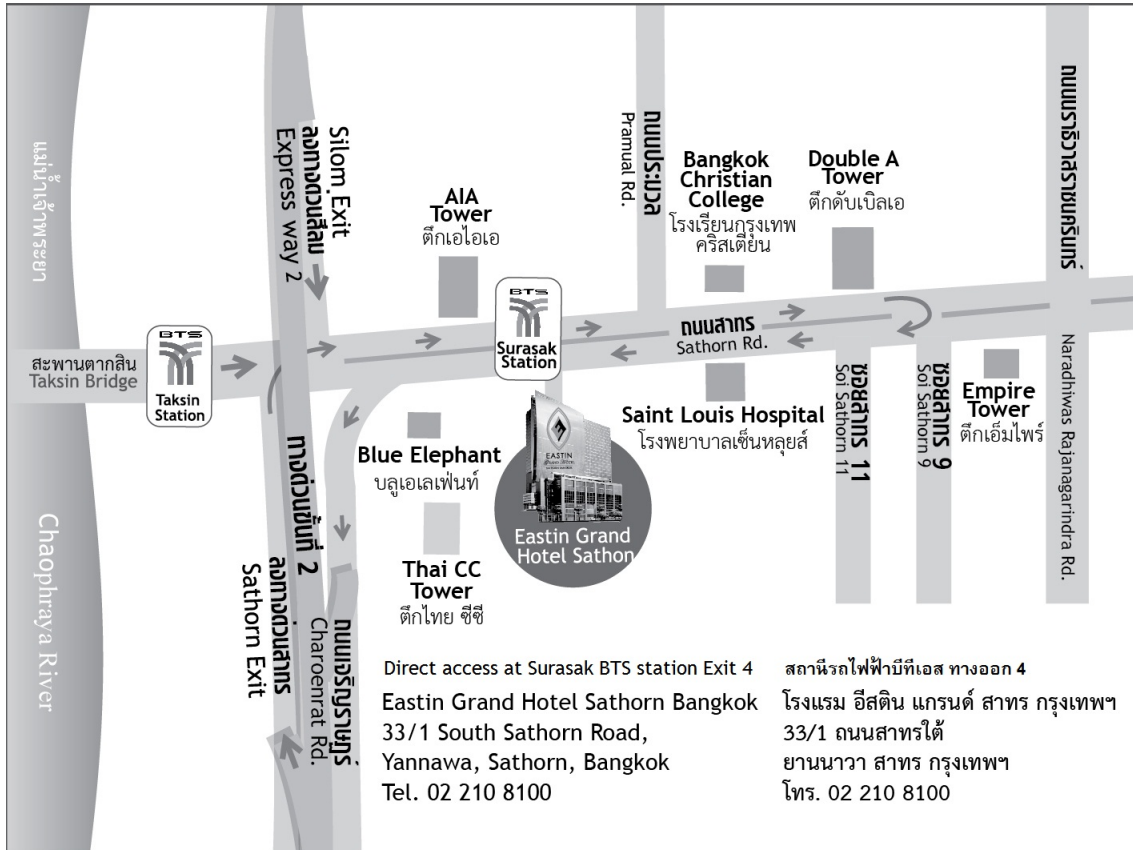 แม่น้ำเจ้าพระยา
Chaophraya River
สะพานตากสิน
Taksin Bridge
BTS
Taksin
Station
Silom Exit
ลงทางด่วนสีลม
Express way 2
ทางด่วนขั้นที่ 2
ลงทางด่วนสาทร
Sathorn Exit
ถนนเจริญราษฎร์
Charoenrat Rd.
AIA
Tower
ตึกเอไอเอ
BTS
Surasak
Station
ถนนประมวล
Pramual Rd.
Bangkok
Christian
College
โรงเรียนกรุงเทพ
คริสเตียน
Double A
Tower
ตึกดับเบิลเอ
ถนนนราธิวาสราชนครินทร์
Naradhiwas Rajanagarindra Rd.
ถนนสาทร
Sathorn Rd.
Blue Elephant
บลูเอเลเฟ่นท์
Thai CC
Tower
ตึกไทย ซีซี
EASTIN
Eastin Grand
Hotel Sathon
Saint Louis Hospital
โรงพยาบาลเซ็นหลุยส์
ซอยสาทร 11
Soi Sathorn 11
ซอยสาทร 9
Soi Sathorn 9
Empire
Tower
ตึกเอ็มไพร์
Direct access at Surasak BTS station Exit 4
Eastin Grand Hotel Sathorn Bangkok
33/1 South Sathorn Road,
Yannawa, Sathorn, Bangkok
Tel. 02 210 8100
สถานีรถไฟฟ้าบีทีเอส ทางออก 4
โรงแรม อีสติน แกรนด์ สาทร กรุงเทพฯ
33/1 ถนนสาทรใต้
ยานนาวา สาทร กรุงเทพฯ
โทร. 02 210 8100